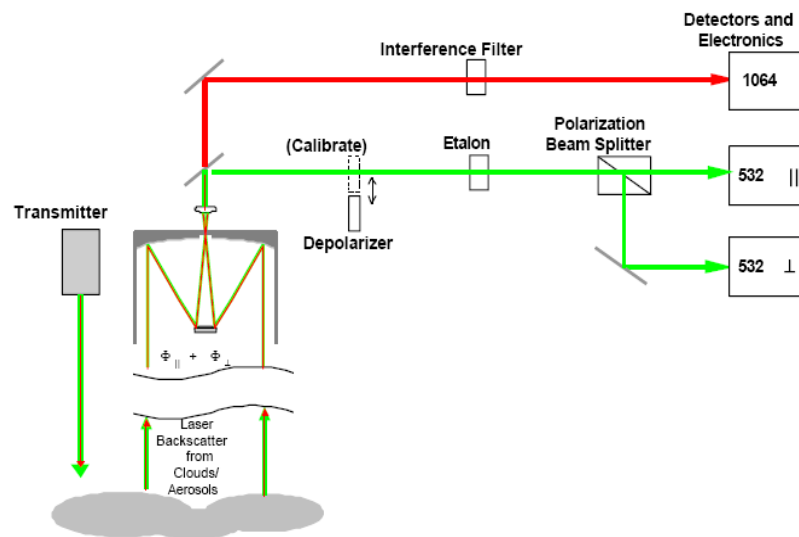 Detectors and
Electronics
Interference Filter
1064
Polarization
Beam Splitter
(Calibrate)
Etalon
532 ||
Depolarizer
Transmitter
532 ⊥
Φ || + Φ ⊥
Laser
Backscatter
from
Clouds/
Aerosols